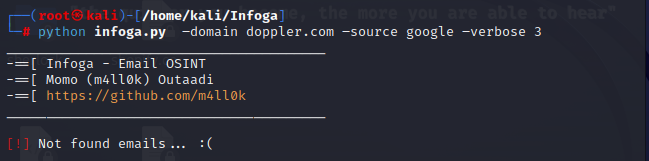 (root㉿kali)-[/home/kali/Infoga]
# python infoga.py --domain doppler.com --source google --verbose 3
-==[ Infoga - Email OSINT
-==[ Momo (m4ll0k) Outaadi
-==[ https://github.com/m4ll0k
[!] Not found emails... :(